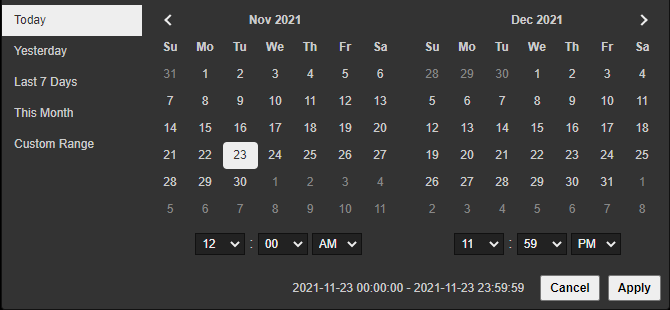 Today
Yesterday
Last 7 Days
This Month
Custom Range
Nov 2021
Su Mo Tu We Th Fr Sa
31 1 2 3 4 5 6
7 8 9 10 11 12 13
14 15 16 17 18 19 20
21 22 23 24 25 26 27
28 29 30 1 2 3 4
5 6 7 8 9 10 11
12 : 00 AM
Dec 2021
Su Mo Tu We Th Fr Sa
28 29 30 1 2 3 4
5 6 7 8 9 10 11
12 13 14 15 16 17 18
19 20 21 22 23 24 25
26 27 28 29 30 31 1
2 3 4 5 6 7 8
11 : 59 PM
2021-11-23 00:00:00 - 2021-11-23 23:59:59
Cancel
Apply